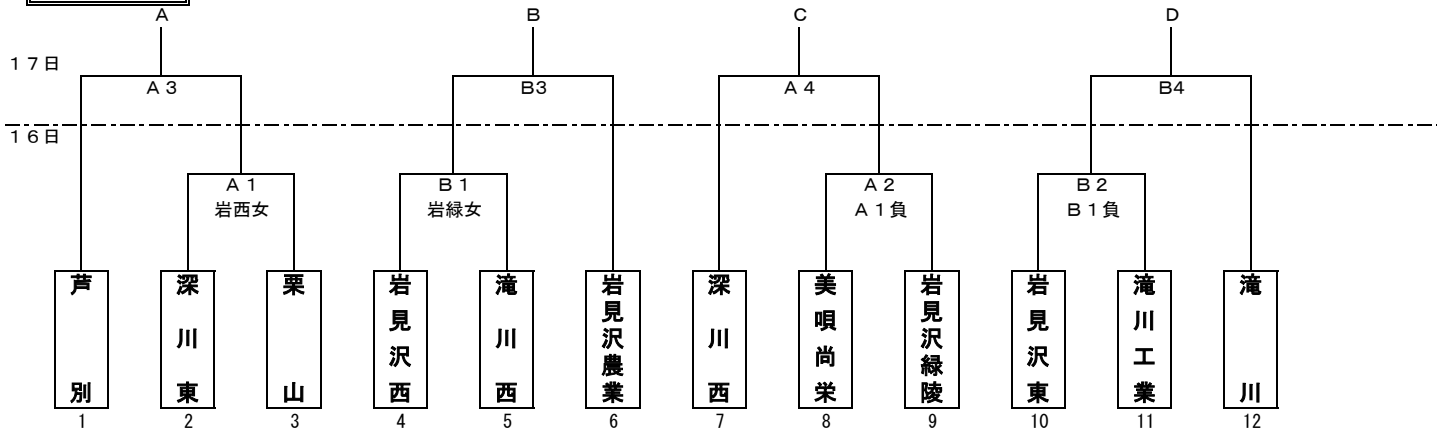 A B C D
１７日
A３ B3 A４ B4
１６日
A１ B１ A２ B２
岩西女 岩緑女 A１負 B１負
芦別
深川東
栗山
岩見沢西
滝川西
岩見沢農業
深川西
美唄尚栄
岩見沢緑陵
岩見沢東
滝川工業
滝川
1 2 3 4 5 6 7 8 9 10 11 12